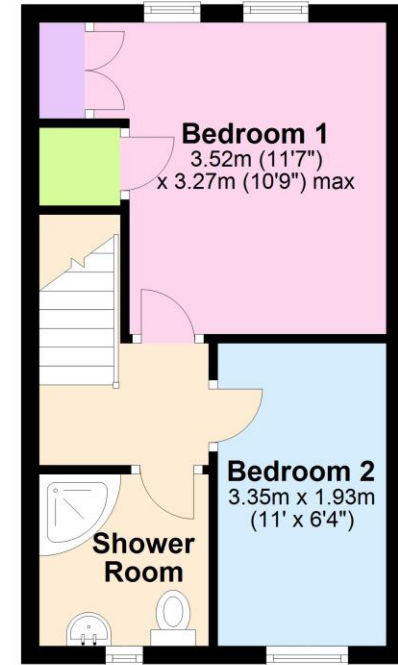 Bedroom 1
3.52m (11'7")
x 3.27m (10'9") max
Bedroom 2
3.35m x 1.93m
(11' x 6'4")
Shower
Room